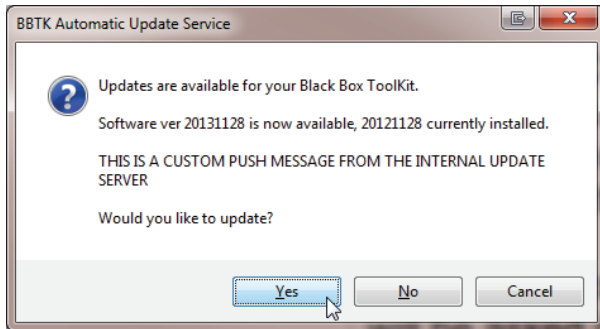 BBTK Automatic Update Service
Updates are available for your Black Box ToolKit.
Software ver 20131128 is now available, 20121128 currently installed.
THIS IS A CUSTOM PUSH MESSAGE FROM THE INTERNAL UPDATE
SERVER
Would you like to update?
Yes No Cancel